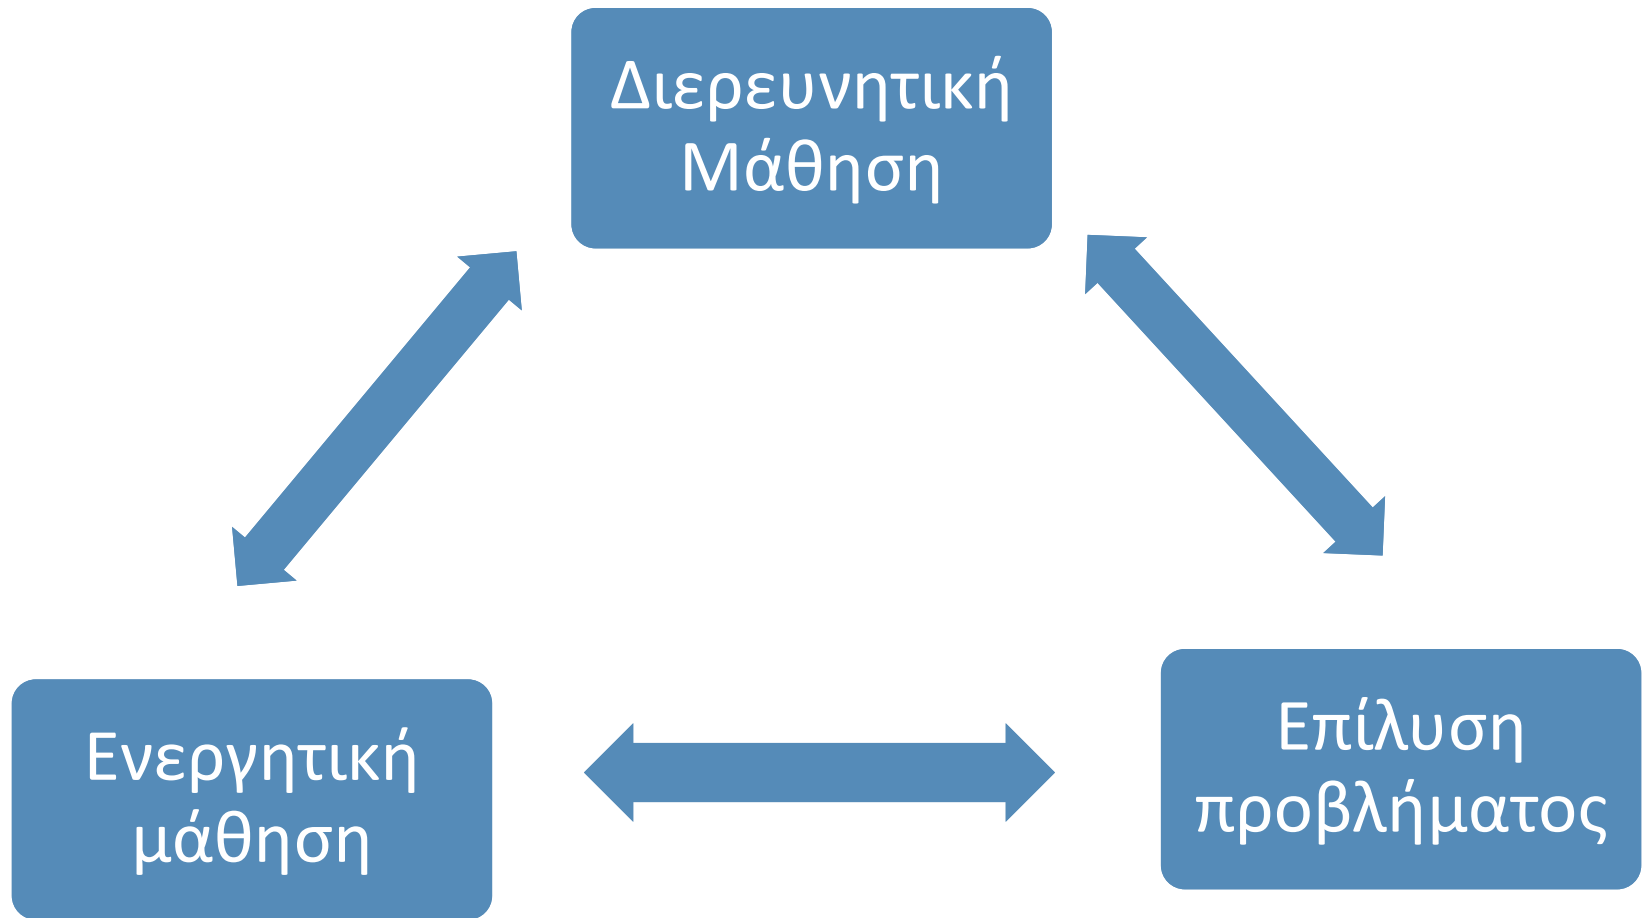 Διερευνητική
Μάθηση
Ενεργητική
μάθηση
Επίλυση
προβλήματος